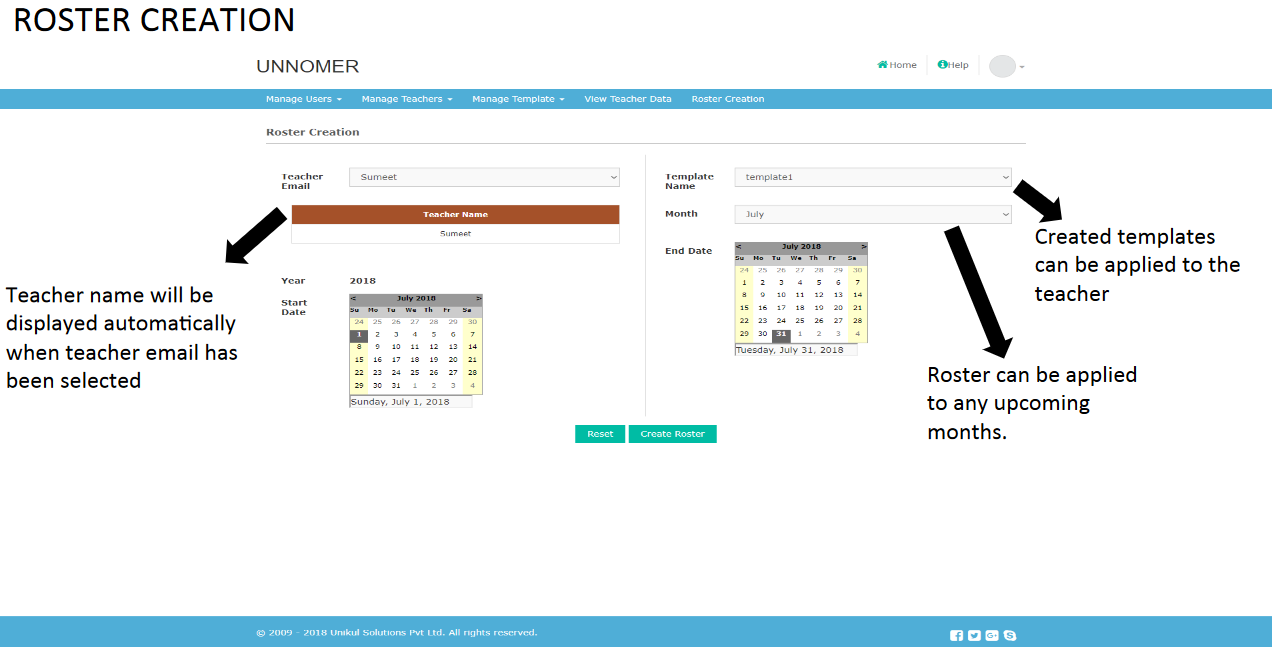 ROSTER CREATION
UNNOMER
Home
Help
Manage Users
Manage Teachers
Manage Template
View Teacher Data
Roster Creation
Roster Creation
Teacher
Email
Sumeet
Teacher Name
Sumeet
Year 2018
Start
Date
< July 2018 >
Su Mo Tu We Th Fr Sa
24 25 26 27 28 29 30
1 2 3 4 5 6 7
8 9 10 11 12 13 14
15 16 17 18 19 20 21
22 23 24 25 26 27 28
29 30 31 1 2 3 4
Sunday, July 1, 2018
Template
Name
template1
Month
July
End Date
< July 2018 >
Su Mo Tu We Th Fr Sa
24 25 26 27 28 29 30
1 2 3 4 5 6 7
8 9 10 11 12 13 14
15 16 17 18 19 20 21
22 23 24 25 26 27 28
29 30 31 1 2 3 4
Tuesday, July 31, 2018
Reset
Create Roster
Teacher name will be
displayed automatically
when teacher email has
been selected
Created templates
can be applied to the
teacher
Roster can be applied
to any upcoming
months.
© 2009 - 2018 Unikul Solutions Pvt Ltd. All rights reserved.